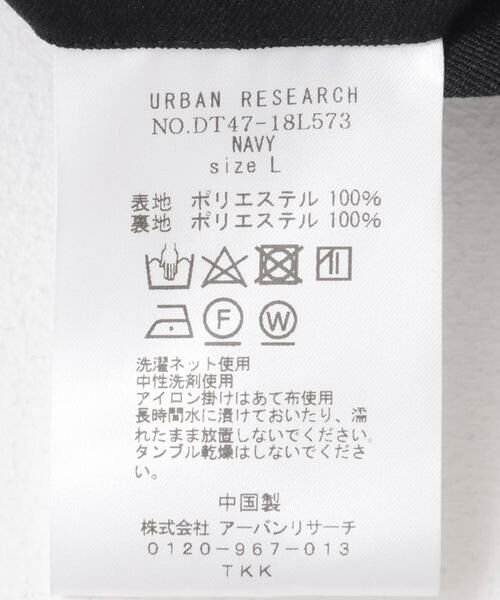 URBAN RESEARCH
NO.DT47-18L573
NAVY
size L
表地 ポリエステル 100%
裏地 ポリエステル 100%
F W
洗濯ネット使用
中性洗剤使用
アイロン掛けはあて布使用
長時間水に漬けておいたり、濡
れたまま放置しないでください。
タンブル乾燥はしないでくださ
い。
中国製
株式会社 アーバンリサーチ
0120-967-013
TKK